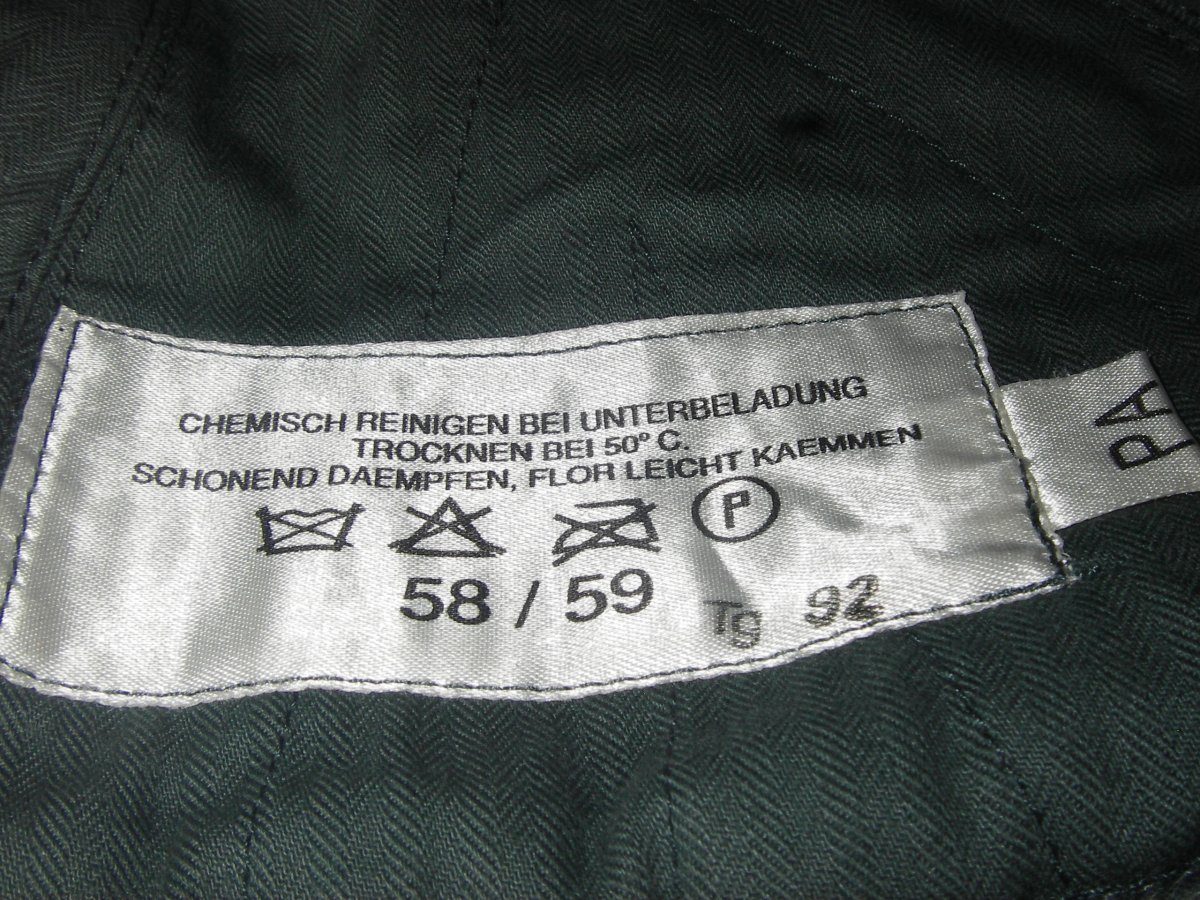 CHEMISCH REINIGEN BEI UNTERBELADUNG
TROCKNEN BEI 50° C.
SCHONEND DAEMPFEN, FLOR LEICHT KAEMMEN
P
58 / 59
Tg 92
PA